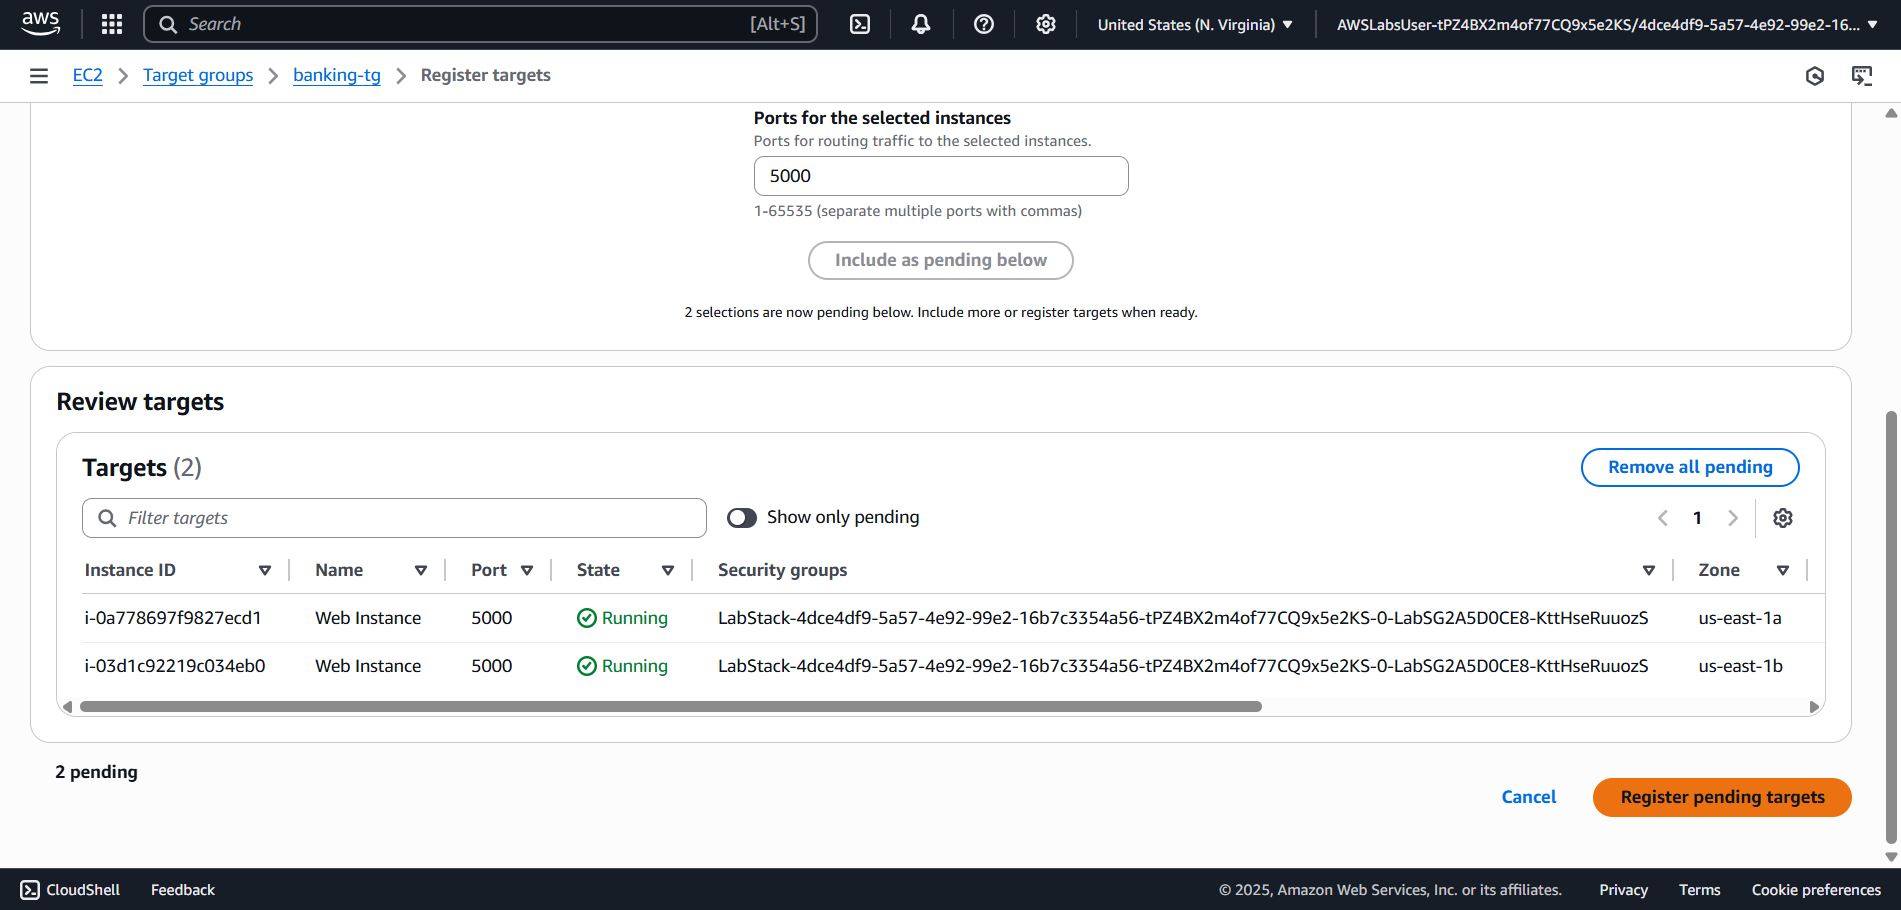 aws
Search
[Alt+S]
United States (N. Virginia)
AWSLabsUser-tPZ4BX2m4of77CQ9x5e2KS/4dce4df9-5a57-4e92-99e2-16...
EC2
Target groups
banking-tg
Register targets
Ports for the selected instances
Ports for routing traffic to the selected instances.
5000
1-65535 (separate multiple ports with commas)
Include as pending below
2 selections are now pending below. Include more or register targets when ready.
Review targets
Targets (2)
Remove all pending
Filter targets
Show only pending
1
Instance ID Name Port State Security groups Zone
i-0a778697f9827ecd1 Web Instance 5000 Running LabStack-4dce4df9-5a57-4e92-99e2-16b7c3354a56-tPZ4BX2m4of77CQ9x5e2KS-0-LabSG2A5D0CE8-KttHseRuuozS us-east-1a
i-03d1c92219c034eb0 Web Instance 5000 Running LabStack-4dce4df9-5a57-4e92-99e2-16b7c3354a56-tPZ4BX2m4of77CQ9x5e2KS-0-LabSG2A5D0CE8-KttHseRuuozS us-east-1b
2 pending
Cancel
Register pending targets
CloudShell
Feedback
© 2025, Amazon Web Services, Inc. or its affiliates.
Privacy
Terms
Cookie preferences